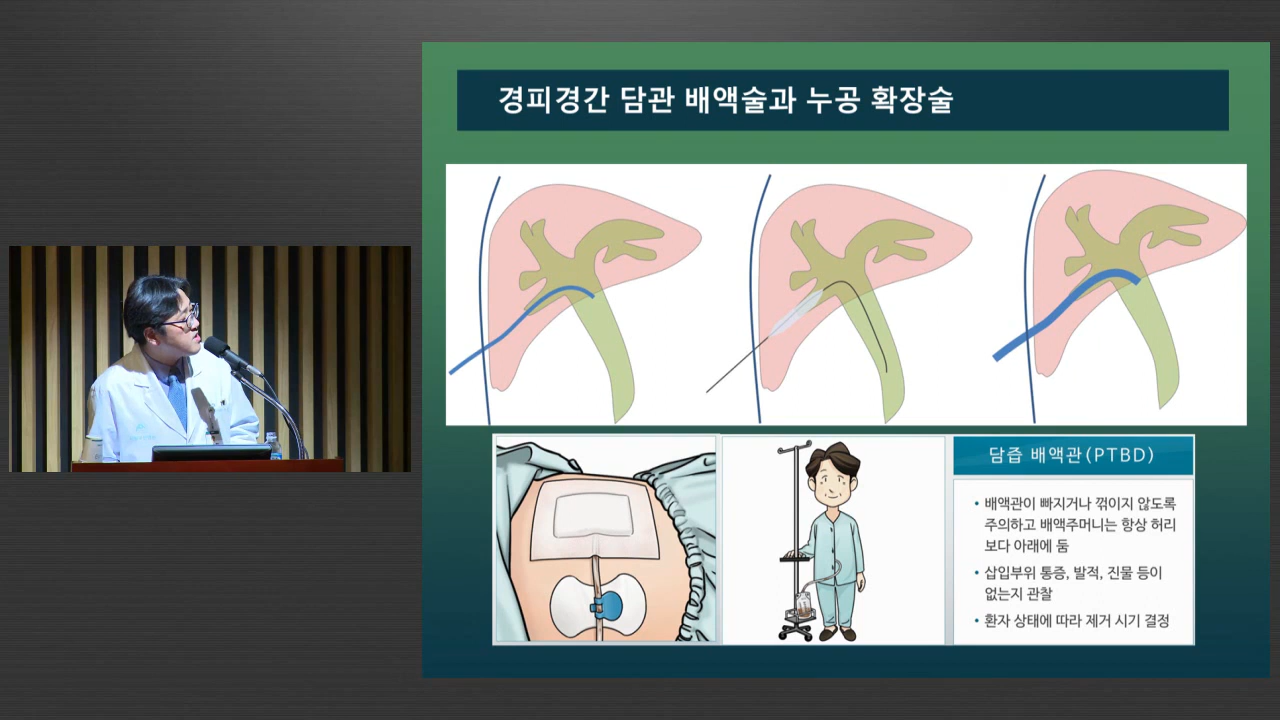 경피경간 담관 배액술과 누공 확장술
담즙 배액관(PTBD)
• 배액관이 빠지거나 꺾이지 않도록
주의하고 배액주머니는 항상 허리
보다 아래에 둠
• 삽입부위 통증, 발적, 진물 등이
없는지 관찰
• 환자 상태에 따라 제거 시기 결정